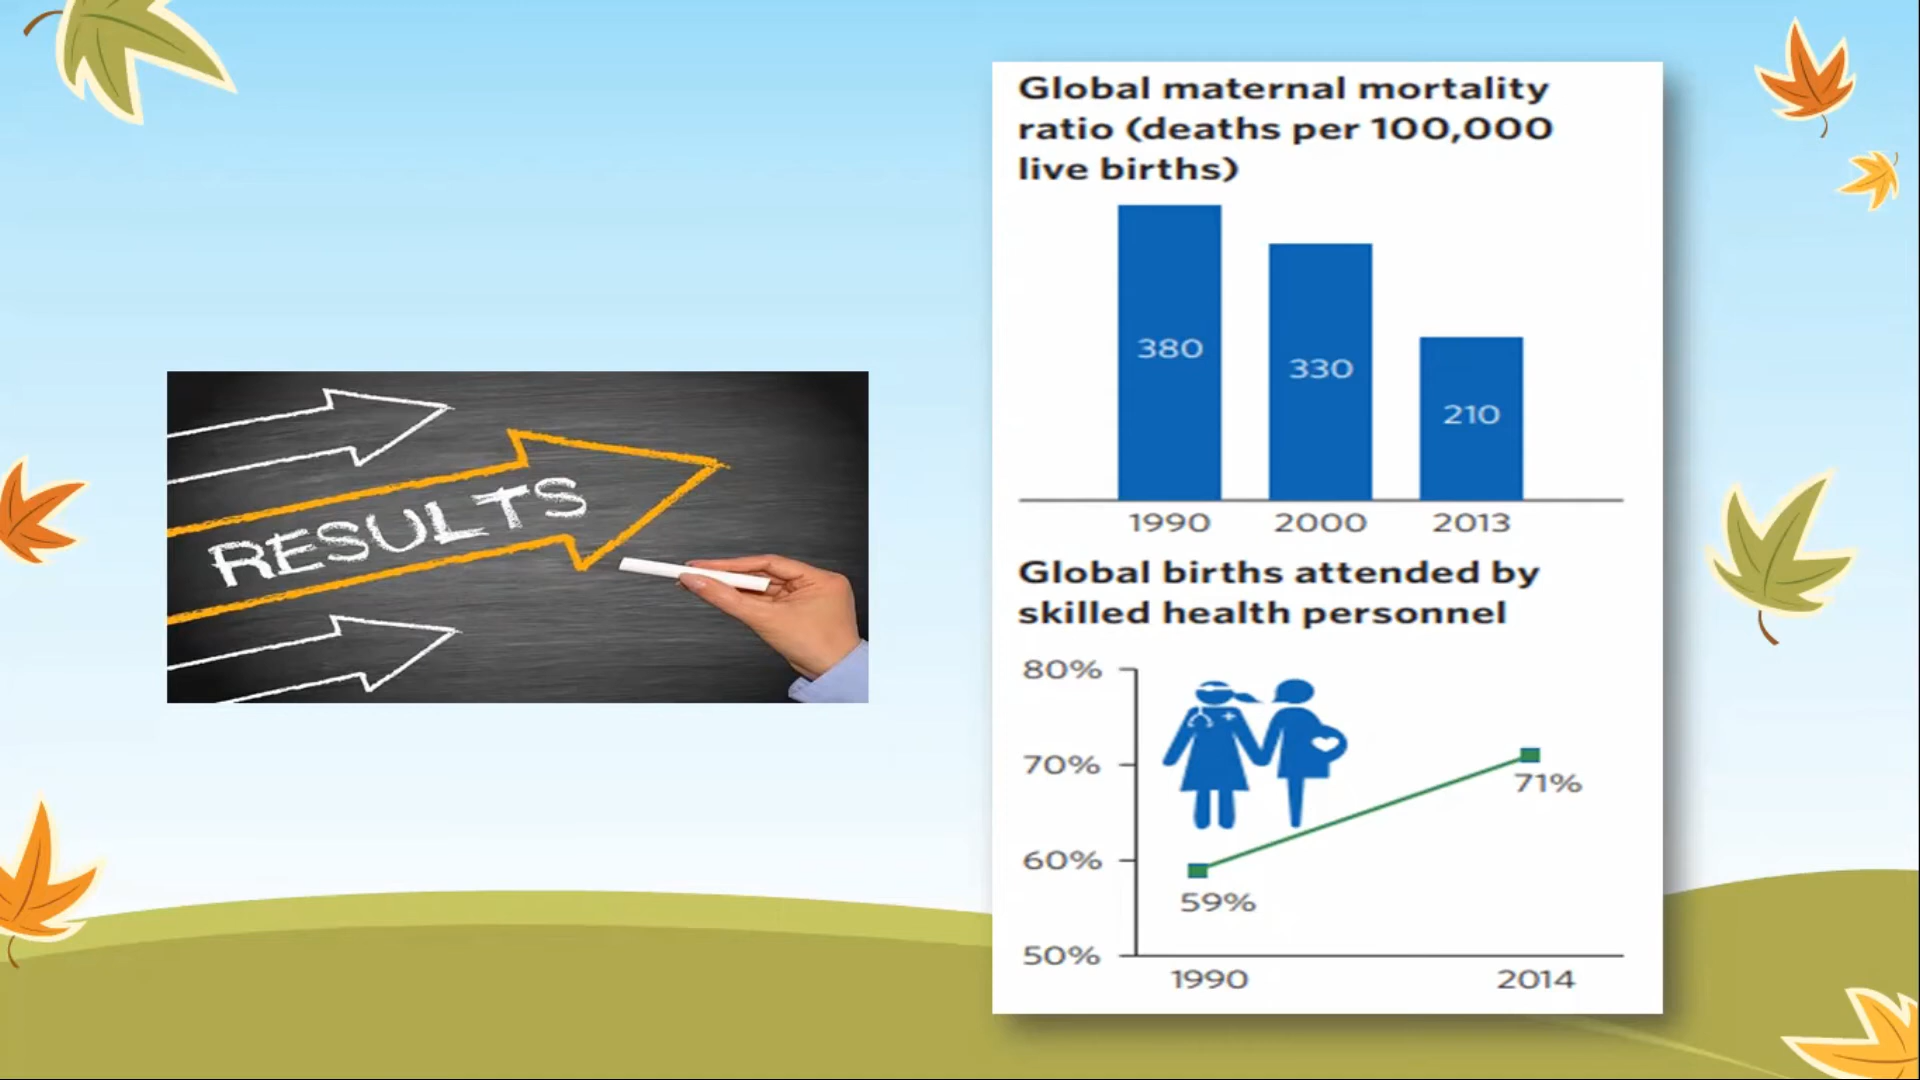 RESULTS
Global maternal mortality
ratio (deaths per 100,000
live births)
380
330
210
1990
2000
2013
Global births attended by
skilled health personnel
80%
70%
60%
50%
71%
59%
1990
2014